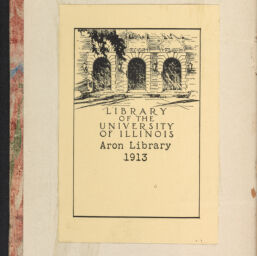 LIBRARY
OF THE
UNIVERSITY
OF ILLINOIS
Aron Library
1913